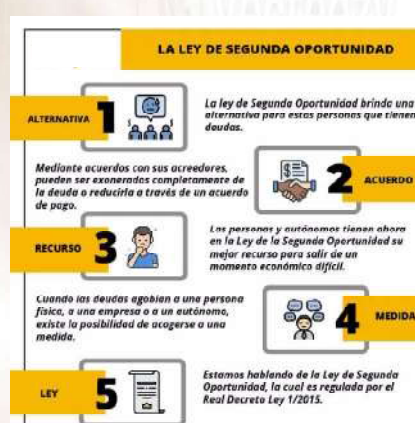 LA LEY DE SEGUNDA OPORTUNIDAD
ALTERNATIVA
1
La ley de Segunda Oportunidad brinda una
alternativa para estas personas que tienen
deudas.
Mediante acuerdos con sus acreedores,
pueden ser exonerados completamente de
la deuda o reducirla a través de un acuerdo
de pago.
2
ACUERDO
RECURSO
3
Las personas y autónomos tienen ahora
en la Ley de la Segunda Oportunidad su
mejor recurso para salir de un
momento económico difícil.
Cuando las deudas agobian a una persona
física, a una empresa o a un autónomo,
existe la posibilidad de acogerse a una
medida.
4
MEDIDA
LEY
5
Estamos hablando de la Ley de Segunda
Oportunidad, la cual es regulada por el
Real Decreto Ley 1/2015.